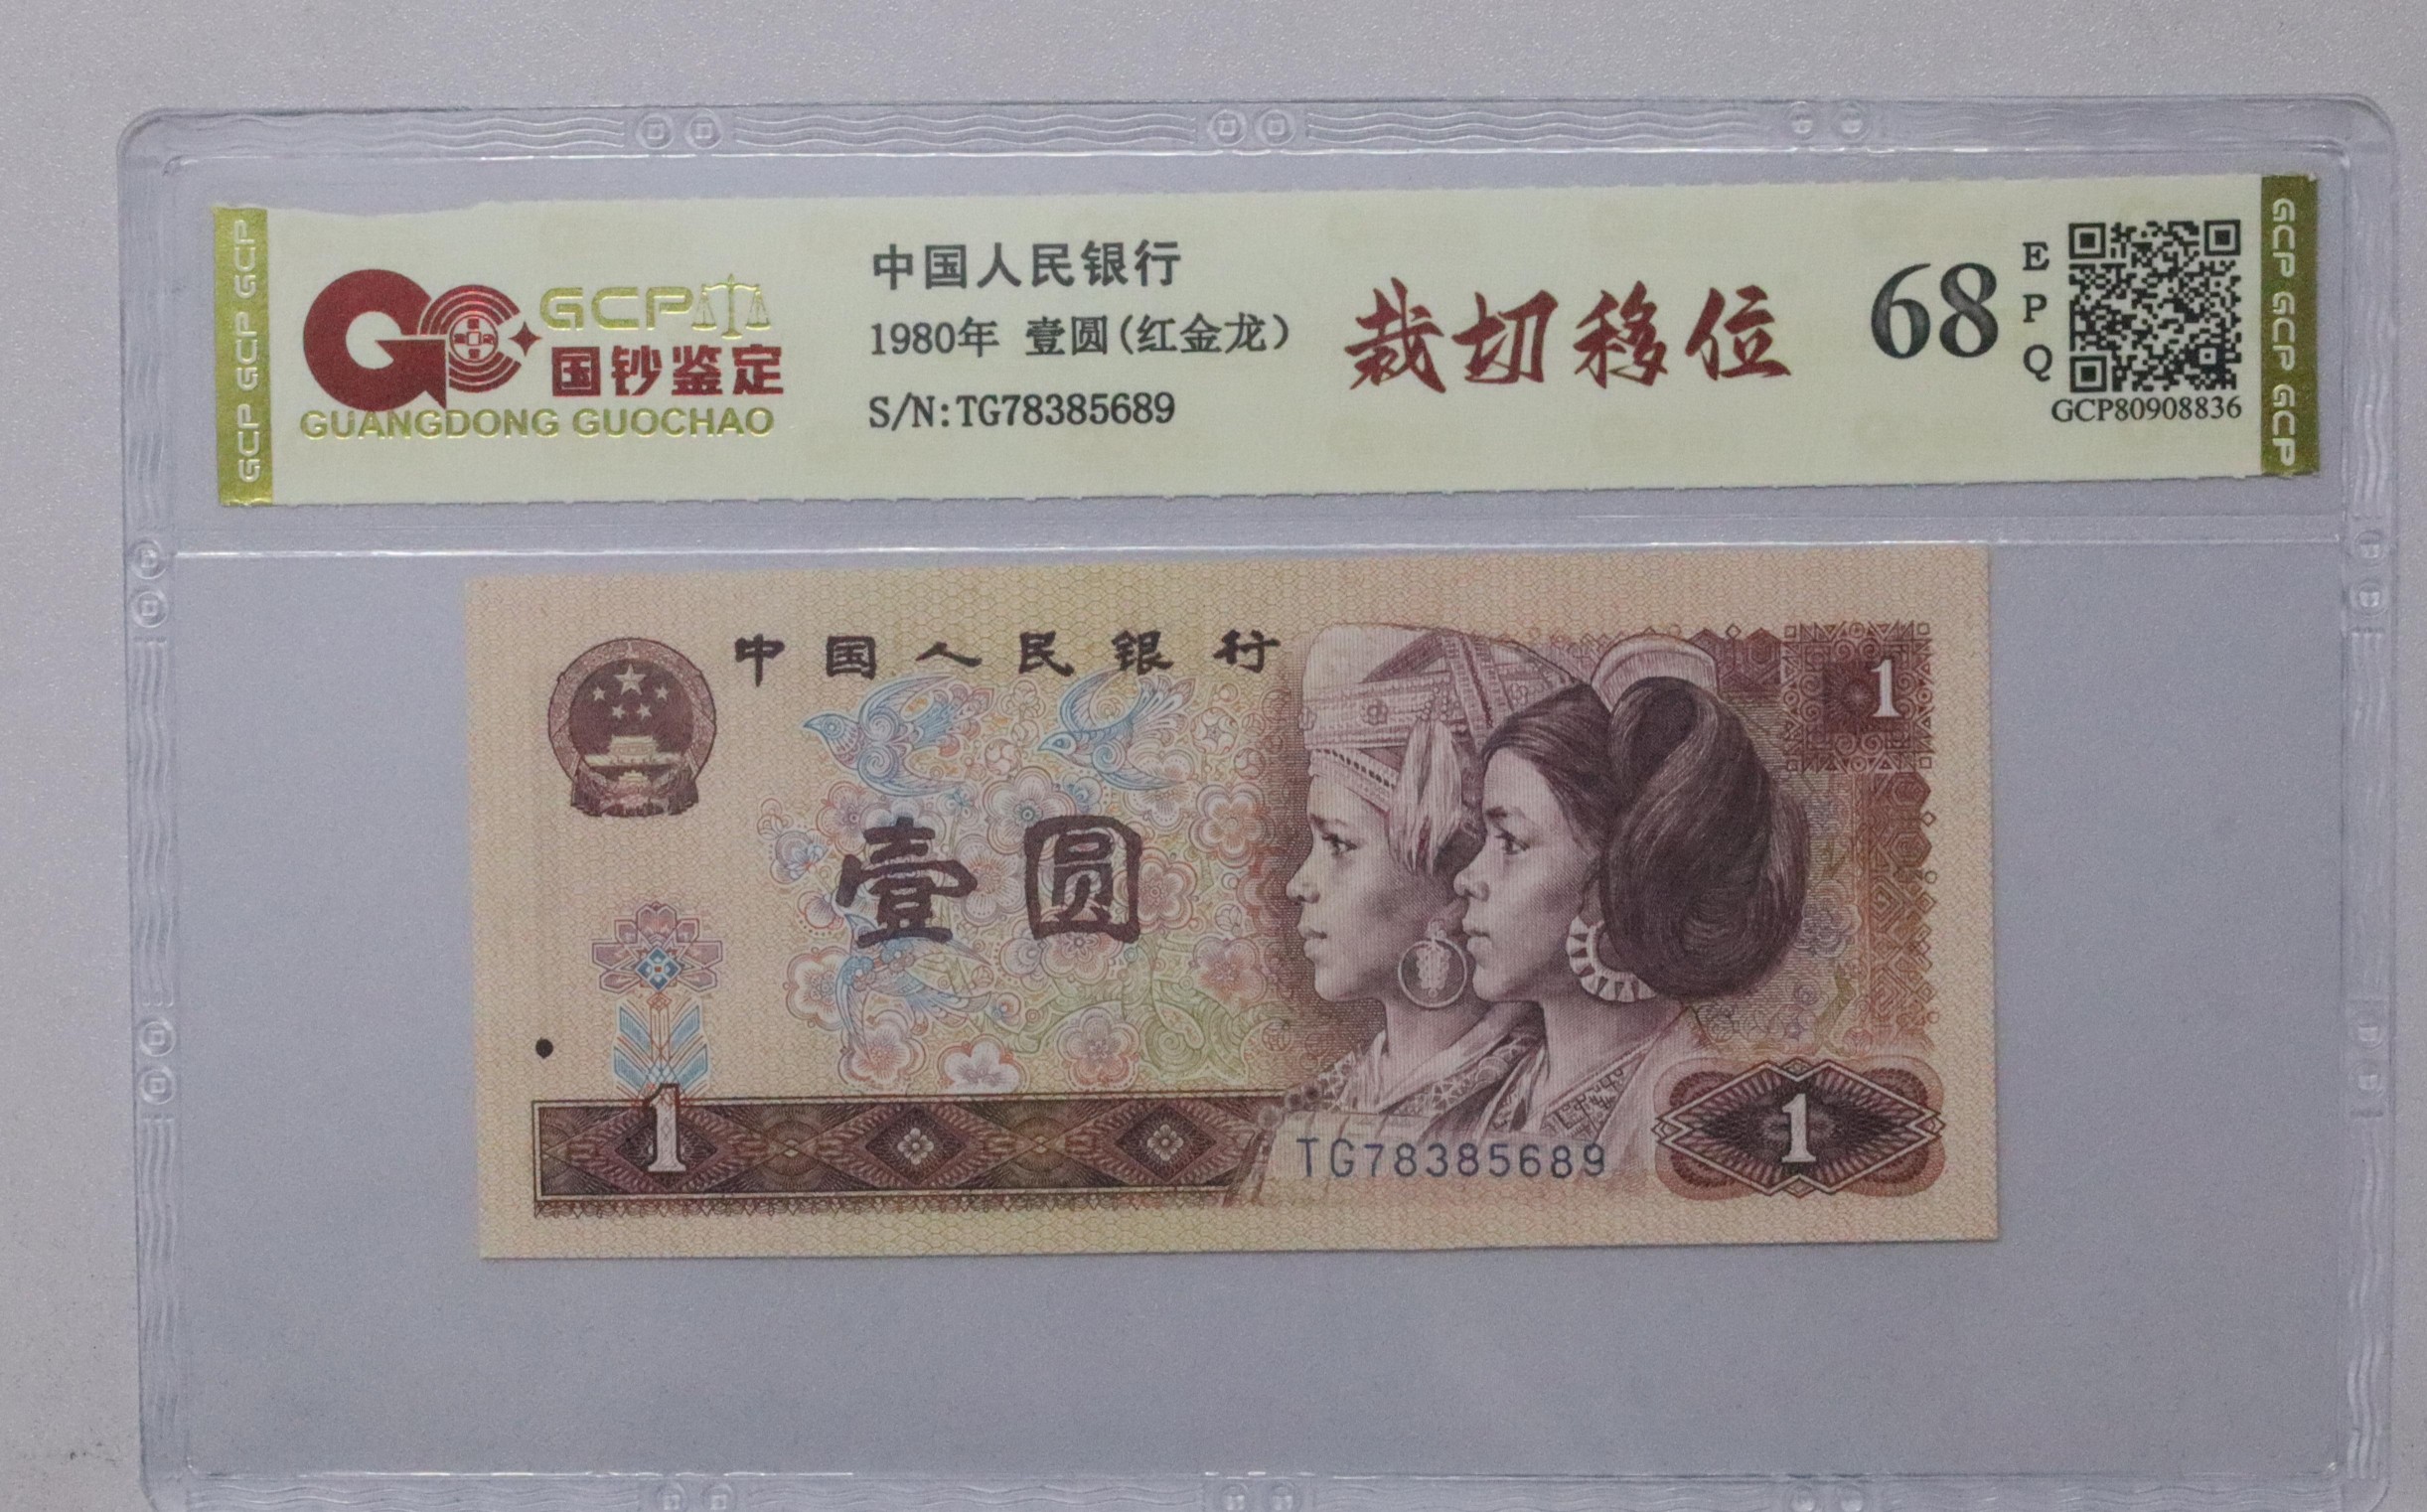 GCP GCP GCP
GCP
国钞鉴定
GUANGDONG GUOCHAO
中国人民银行
1980年 壹圆(红金龙)
S/N:TG78385689
裁切移位
68
E
P
Q
GCP80908836
GCP GCP GCP
中国人民银行
1
壹圆
1
TG78385689
1